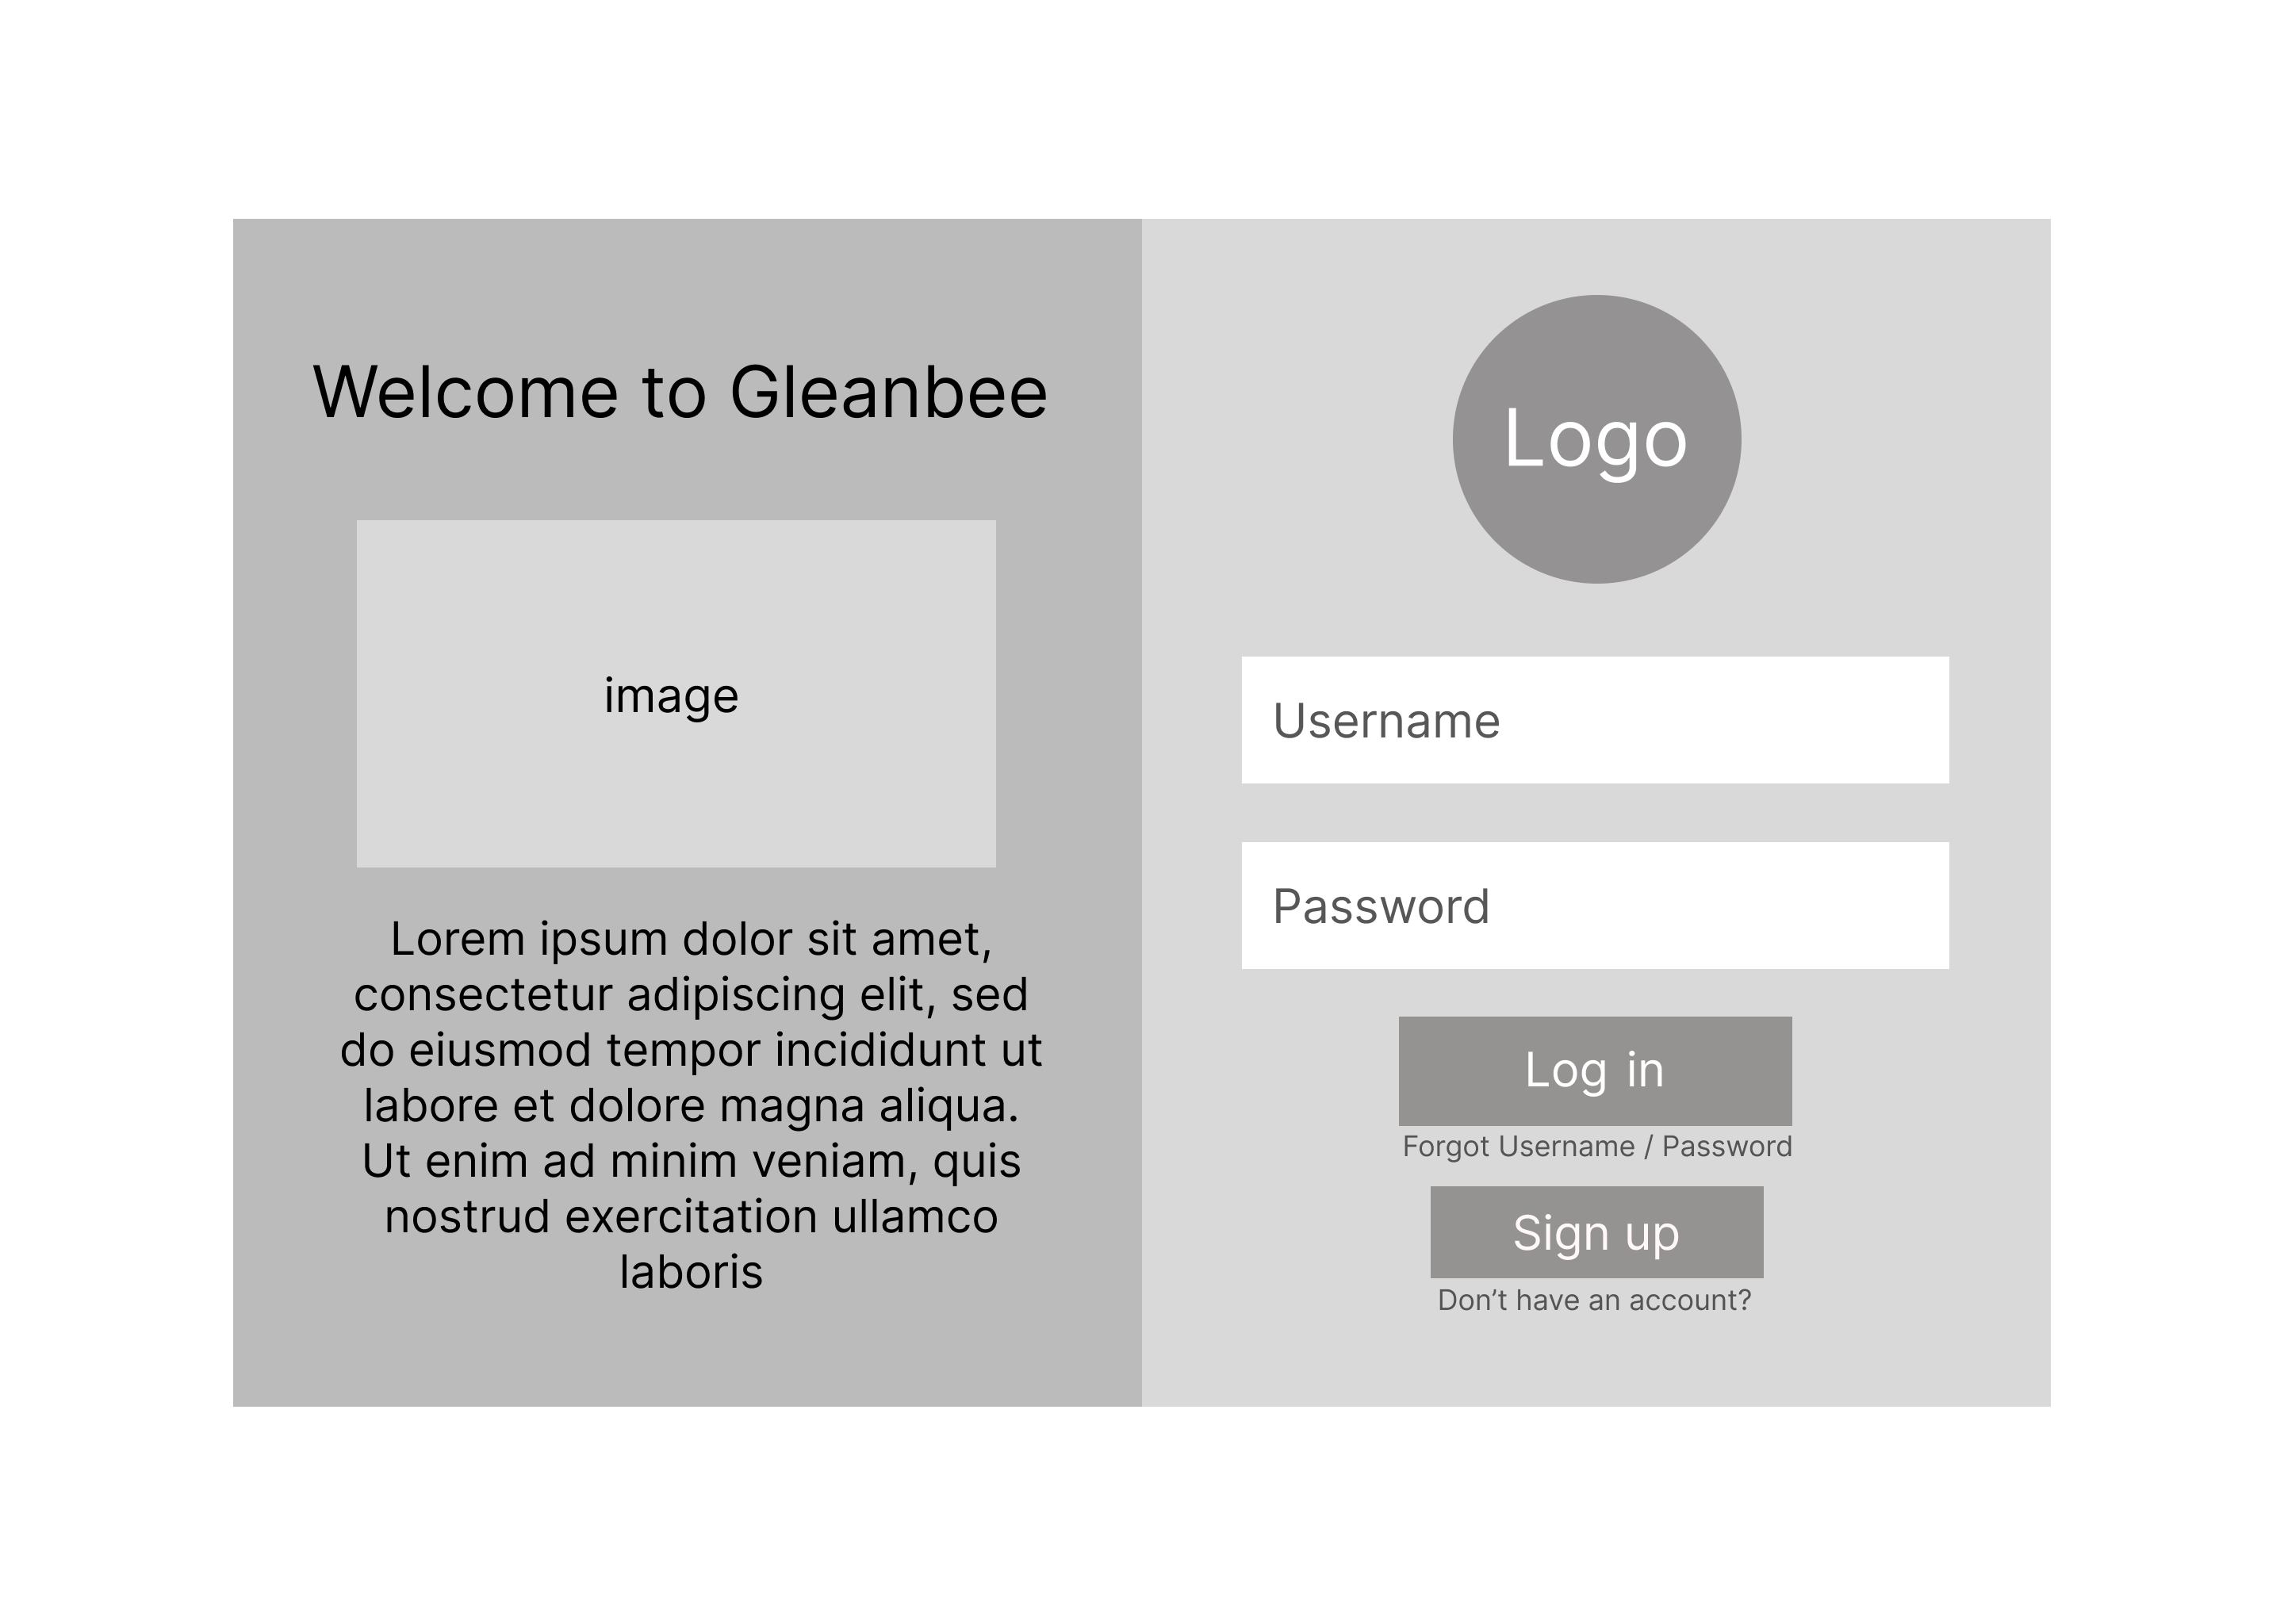 Welcome to Gleanbee
image
Lorem ipsum dolor sit amet,
consectetur adipiscing elit, sed
do eiusmod tempor incididunt ut
labore et dolore magna aliqua.
Ut enim ad minim veniam, quis
nostrud exercitation ullamco
laboris
Logo
Username
Password
Log in
Forgot Username / Password
Sign up
Don’t have an account?